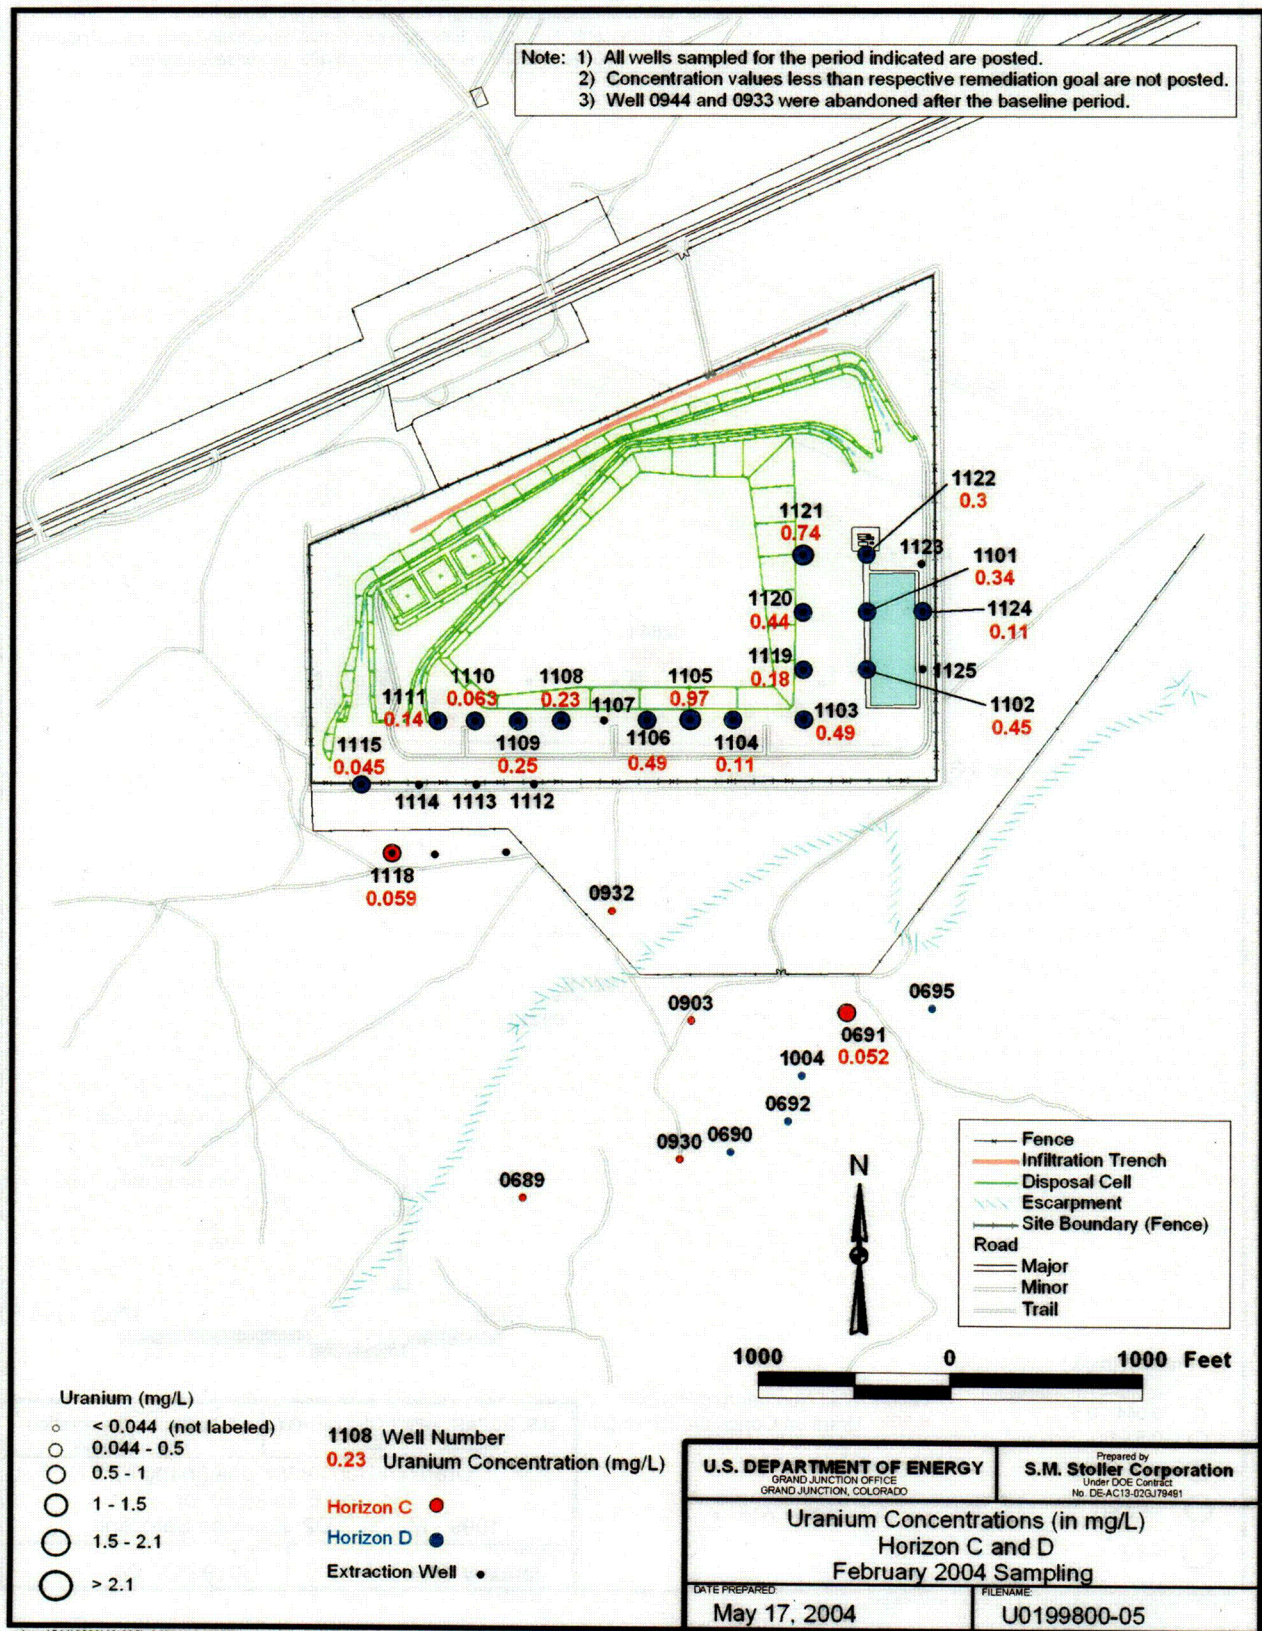 Note: 1) All wells sampled for the period indicated are posted.
2) Concentration values less than respective remediation goal are not posted.
3) Well 0944 and 0933 were abandoned after the baseline period.
1122
0.3
1121
0.74
1123
1101
0.34
1120
0.44
1124
0.11
1119
0.18
1125
1102
0.45
1110
0.063
1108
0.23
1105
0.97
1111
0.14
1107
1103
0.49
1115
0.045
1109
0.25
1106
0.49
1104
0.11
1114
1113
1112
1118
0.059
0932
0903
0695
0691
0.052
1004
0692
0930
0690
0689
N
Fence
Infiltration Trench
Disposal Cell
Escarpment
Site Boundary (Fence)
Road
Major
Minor
Trail
1000 0 1000 Feet
Uranium (mg/L)
< 0.044 (not labeled)
0.044 - 0.5
0.5 - 1
1 - 1.5
1.5 - 2.1
> 2.1
1108 Well Number
0.23 Uranium Concentration (mg/L)
Horizon C
Horizon D
Extraction Well
U.S. DEPARTMENT OF ENERGY
GRAND JUNCTION OFFICE
GRAND JUNCTION, COLORADO
Prepared by
S.M. Stoller Corporation
Under DOE Contract
No. DE-AC13-02GJ79491
Uranium Concentrations (in mg/L)
Horizon C and D
February 2004 Sampling
DATE PREPARED:
May 17, 2004
FILENAME:
U0199800-05